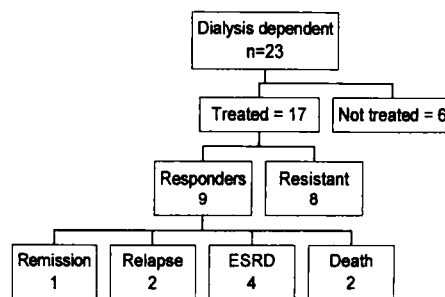 Dialysis dependent
n=23
Treated = 17
Not treated = 6
Responders
9
Resistant
8
Remission
1
Relapse
2
ESRD
4
Death
2